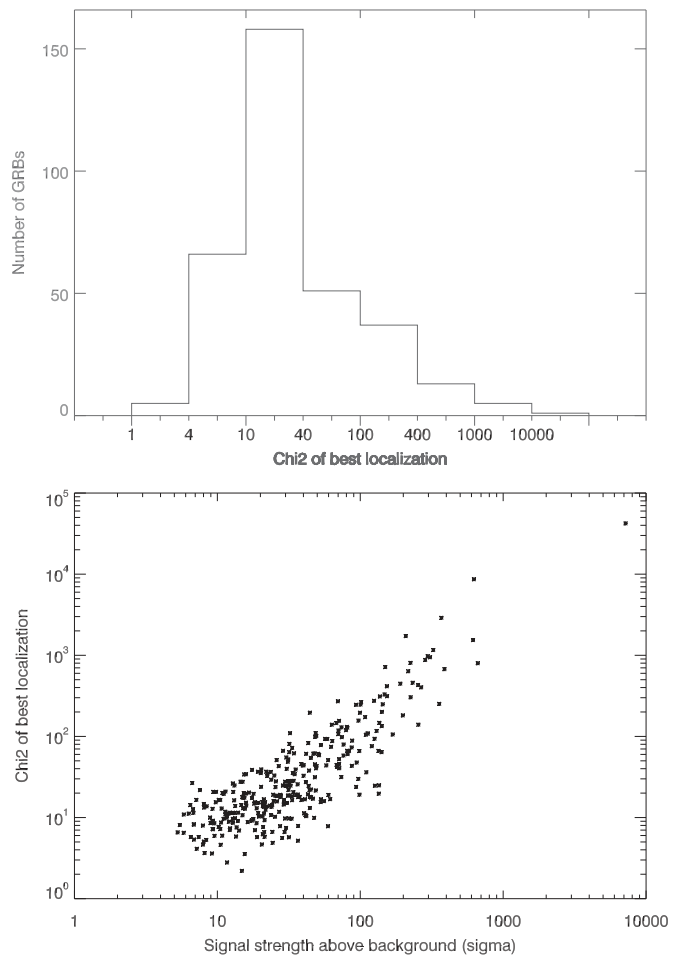 150
100
50
0
Number of GRBs
1 4 10 40 100 400 1000 10000
Chi2 of best localization
10^5
10^4
10^3
10^2
10^1
10^0
Chi2 of best localization
1 10 100 1000 10000
Signal strength above background (sigma)